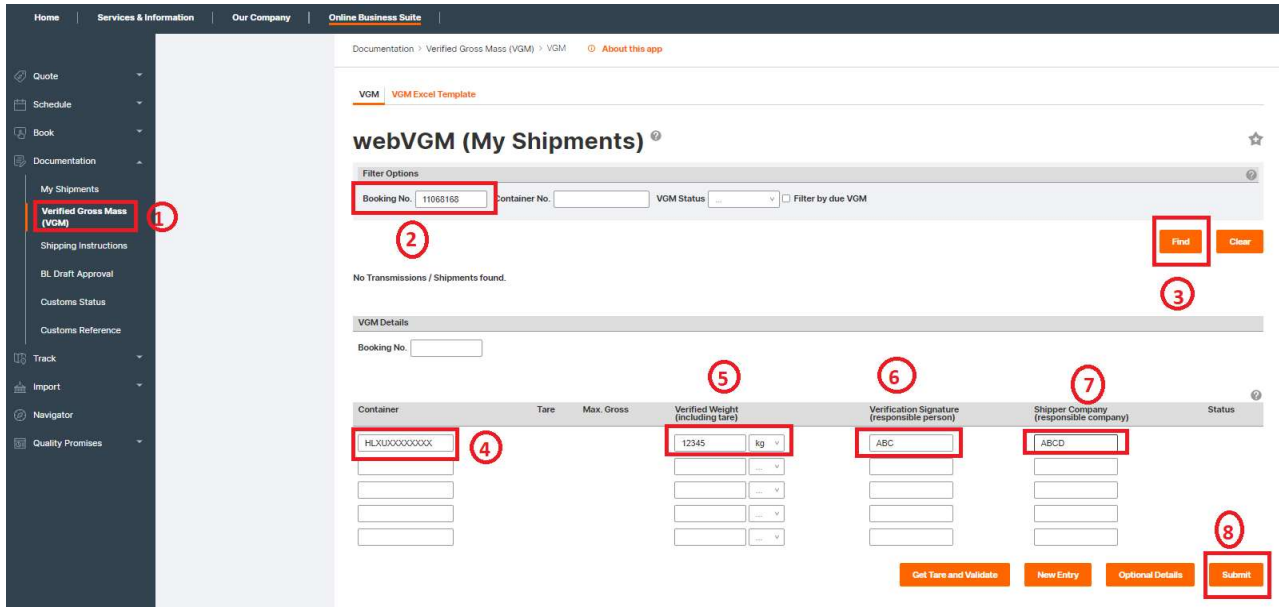 Home | Services & Information | Our Company | Online Business Suite |
Documentation > Verified Gross Mass (VGM) > VGM About this app
Quote
Schedule
Book
Documentation
My Shipments
Verified Gross Mass
(VGM)
1
Shipping Instructions
BL Draft Approval
Customs Status
Customs Reference
Track
Import
Navigator
Quality Promises
VGM | VGM Excel Template
webVGM (My Shipments) ?
Filter Options ?
Booking No. 11068168 Container No. VGM Status ... Filter by due VGM
2
Find Clear
3
No Transmissions / Shipments found.
VGM Details
Booking No.
5 6 7
?
Container Tare Max. Gross Verified Weight Verification Signature Shipper Company Status
(including tare) (responsible person) (responsible company)
HLXUXXXXXXX 4 12345 kg ABC ABCD
...
...
...
...
8
Get Tare and Validate New Entry Optional Details Submit